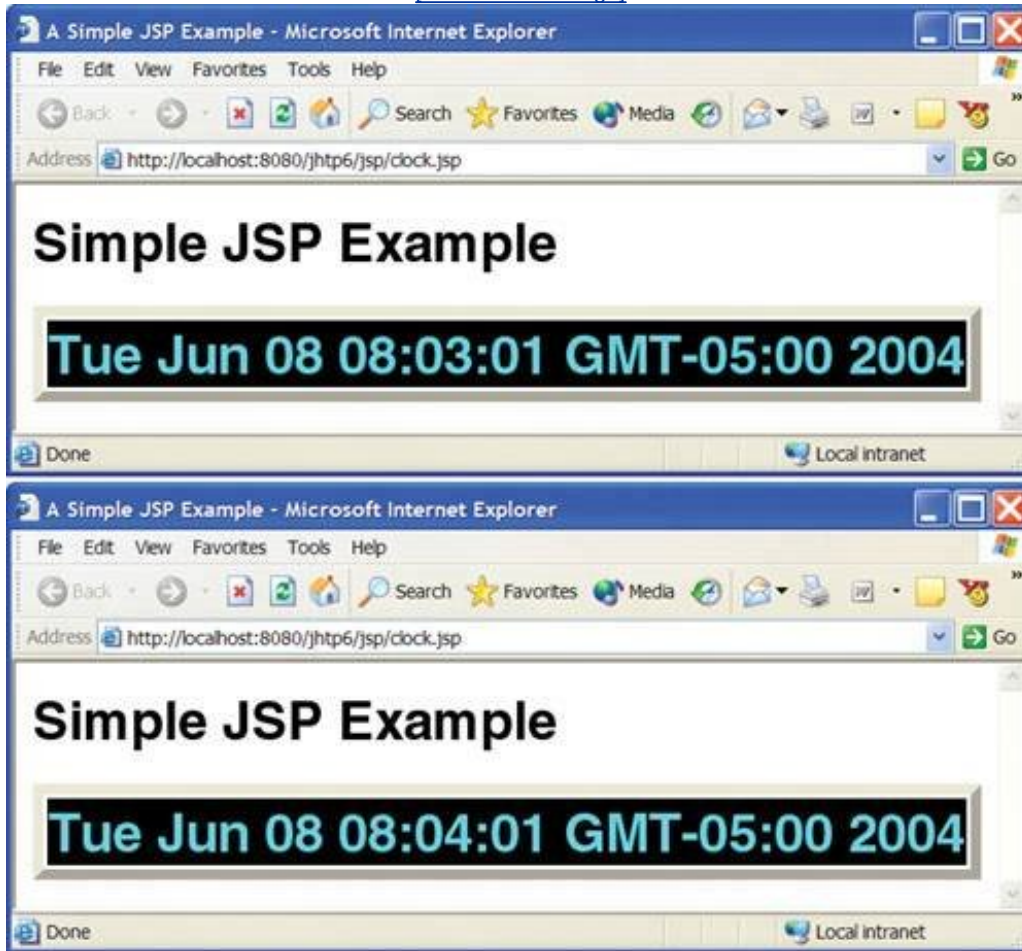 A Simple JSP Example - Microsoft Internet Explorer
File Edit View Favorites Tools Help
Back Search Favorites Media
Address http://localhost:8080/jhtp6/jsp/clock.jsp Go
Simple JSP Example
Tue Jun 08 08:03:01 GMT-05:00 2004
Done Local intranet
A Simple JSP Example - Microsoft Internet Explorer
File Edit View Favorites Tools Help
Back Search Favorites Media
Address http://localhost:8080/jhtp6/jsp/clock.jsp Go
Simple JSP Example
Tue Jun 08 08:04:01 GMT-05:00 2004
Done Local intranet